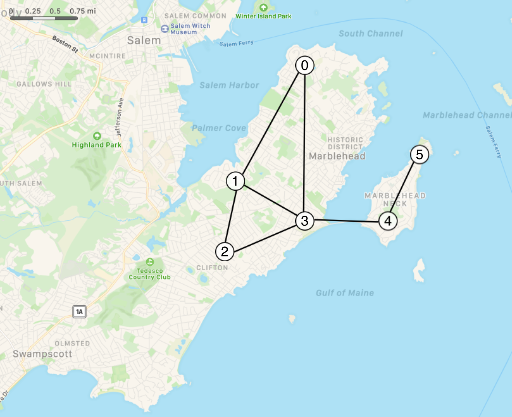 0 0.25 0.5 0.75 mi
SALEM COMMON
Winter Island Park
Boston St
Salem Witch
Museum
Salem
Salem Ferry
South Channel
MCINTIRE
GALLOWS HILL
Salem Harbor
0
Jefferson Ave
Marblehead Channel
Palmer Cove
Highland Park
HISTORIC
DISTRICT
Marblehead
Salem Ferry
5
1
UTH SALEM
MARBLEHEAD
NECK
3
4
2
CLIFTON
Tedesco
Country Club
Gulf of Maine
1A
OLMSTED
Swampscott